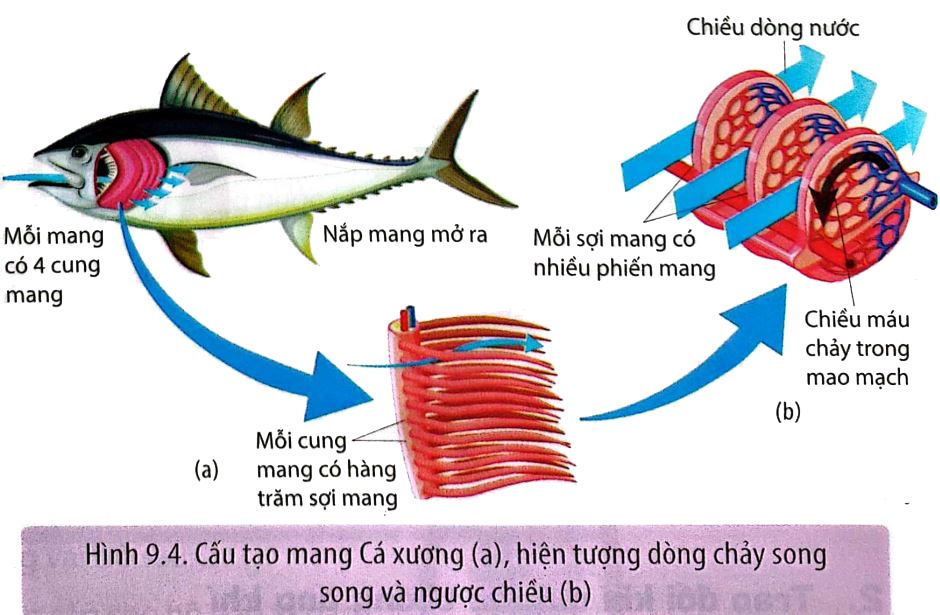 Chiều dòng nước
Mỗi mang
có 4 cung
mang
Nắp mang mở ra
Mỗi sợi mang có
nhiều phiến mang
Chiều máu
chảy trong
mao mạch
(b)
Mỗi cung
mang có hàng
trăm sợi mang
(a)
Hình 9.4. Cấu tạo mang Cá xương (a), hiện tượng dòng chảy song
song và ngược chiều (b)